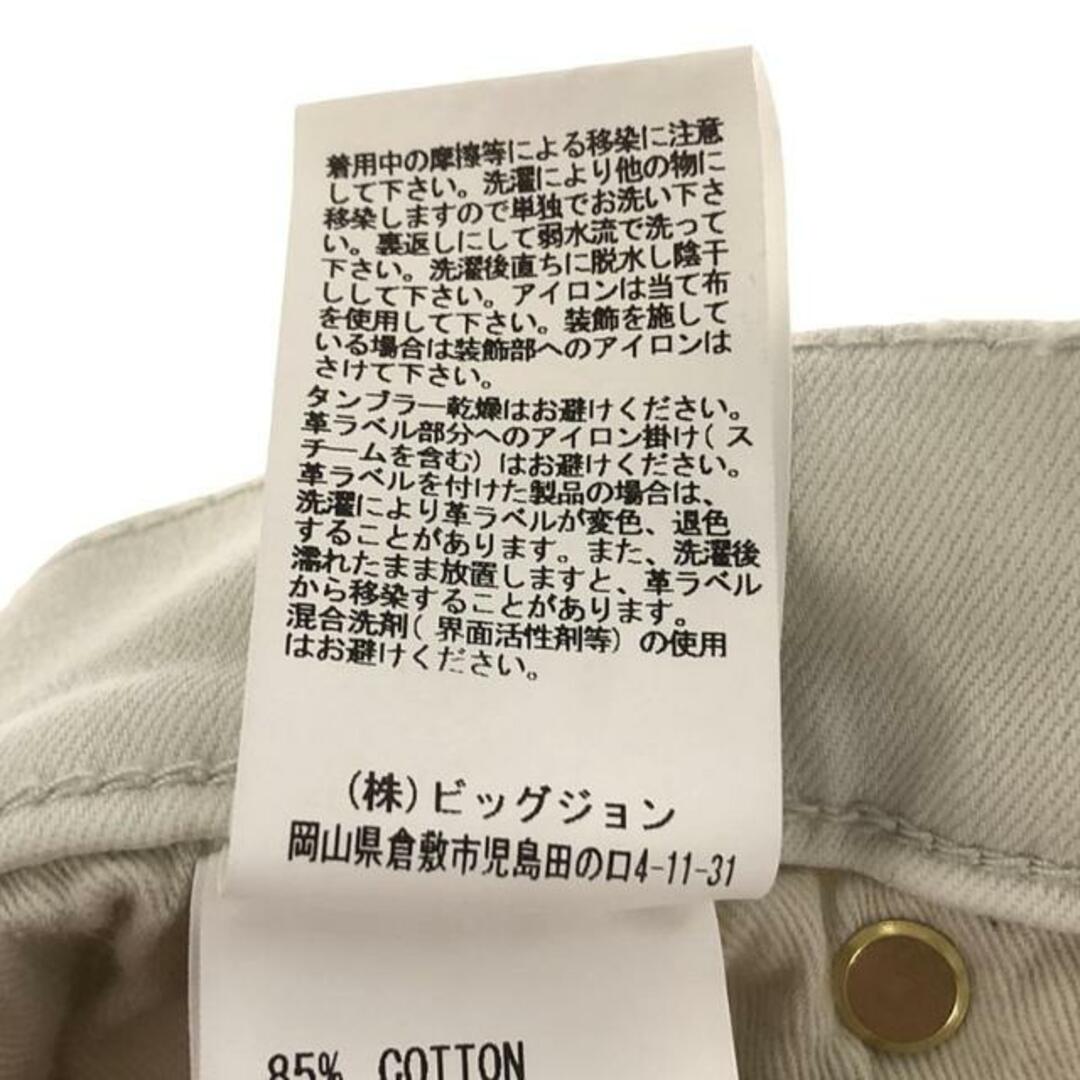 着用中の摩擦等による移染に注意
して下さい。洗濯により他の物に
移染しますので単独でお洗い下さ
い。裏返しにして弱水流で洗って
下さい。洗濯後直ちに脱水し陰干
しして下さい。アイロンは当て布
を使用して下さい。装飾を施して
いる場合は装飾部へのアイロンは
さけて下さい。
タンブラー乾燥はお避けください。
革ラベル部分へのアイロン掛け(ス
チームを含む)はお避けください。
革ラベルを付けた製品の場合は、
洗濯により革ラベルが変色、退色
することがあります。また、洗濯後
濡れたまま放置しますと、革ラベル
から移染することがあります。
混合洗剤(界面活性剤等)の使用
はお避けください。
(株)ビッグジョン
岡山県倉敷市児島田の口4-11-31
85% COTTON